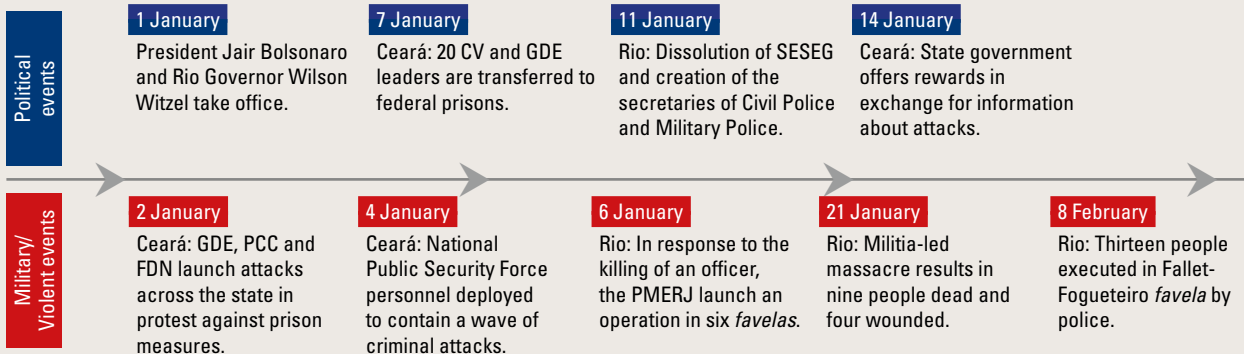 Political
events
1 January
President Jair Bolsonaro
and Rio Governor Wilson
Witzel take office.
7 January
Ceará: 20 CV and GDE
leaders are transferred to
federal prisons.
11 January
Rio: Dissolution of SESEG
and creation of the
secretaries of Civil Police
and Military Police.
14 January
Ceará: State government
offers rewards in
exchange for information
about attacks.
Military/
Violent events
2 January
Ceará: GDE, PCC and
FDN launch attacks
across the state in
protest against prison
measures.
4 January
Ceará: National
Public Security Force
personnel deployed
to contain a wave of
criminal attacks.
6 January
Rio: In response to the
killing of an officer,
the PMERJ launch an
operation in six favelas.
21 January
Rio: Militia-led
massacre results in
nine people dead and
four wounded.
8 February
Rio: Thirteen people
executed in Fallet-
Fogueteiro favela by
police.